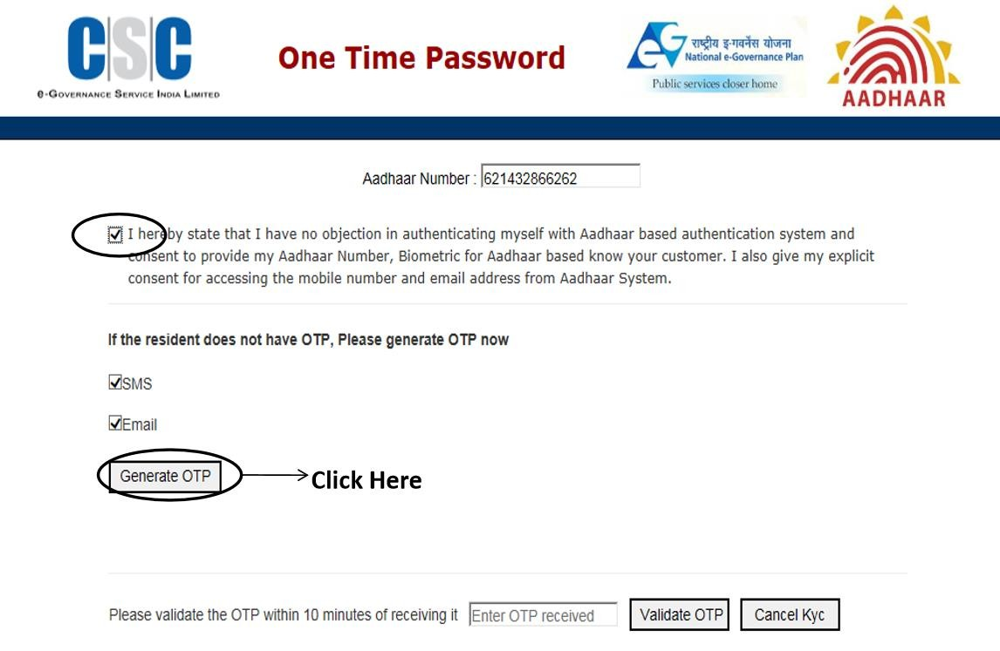 CSC
e-Governance Service India Limited
One Time Password
राष्ट्रीय इ-गवर्नेंस योजना
National e-Governance Plan
Public services closer home
AADHAAR
Aadhaar Number : 621432866262
I hereby state that I have no objection in authenticating myself with Aadhaar based authentication system and
consent to provide my Aadhaar Number, Biometric for Aadhaar based know your customer. I also give my explicit
consent for accessing the mobile number and email address from Aadhaar System.
If the resident does not have OTP, Please generate OTP now
SMS
Email
Generate OTP Click Here
Please validate the OTP within 10 minutes of receiving it Enter OTP received Validate OTP Cancel Kyc